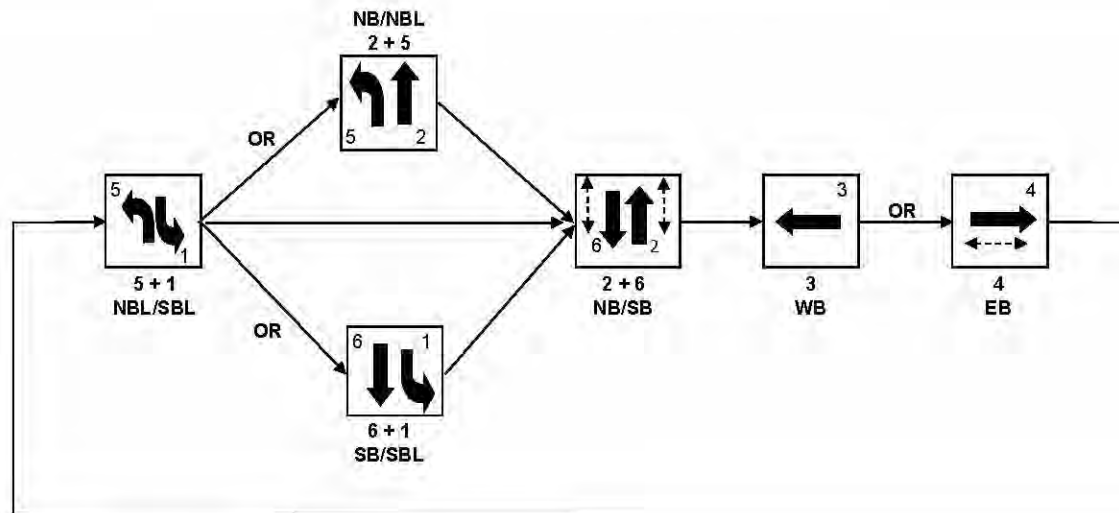 NB/NBL
2 + 5
5 2
OR
5
1
5 + 1
NBL/SBL
6 2
2 + 6
NB/SB
3
3
WB
OR
4
4
EB
OR
6 1
6 + 1
SB/SBL